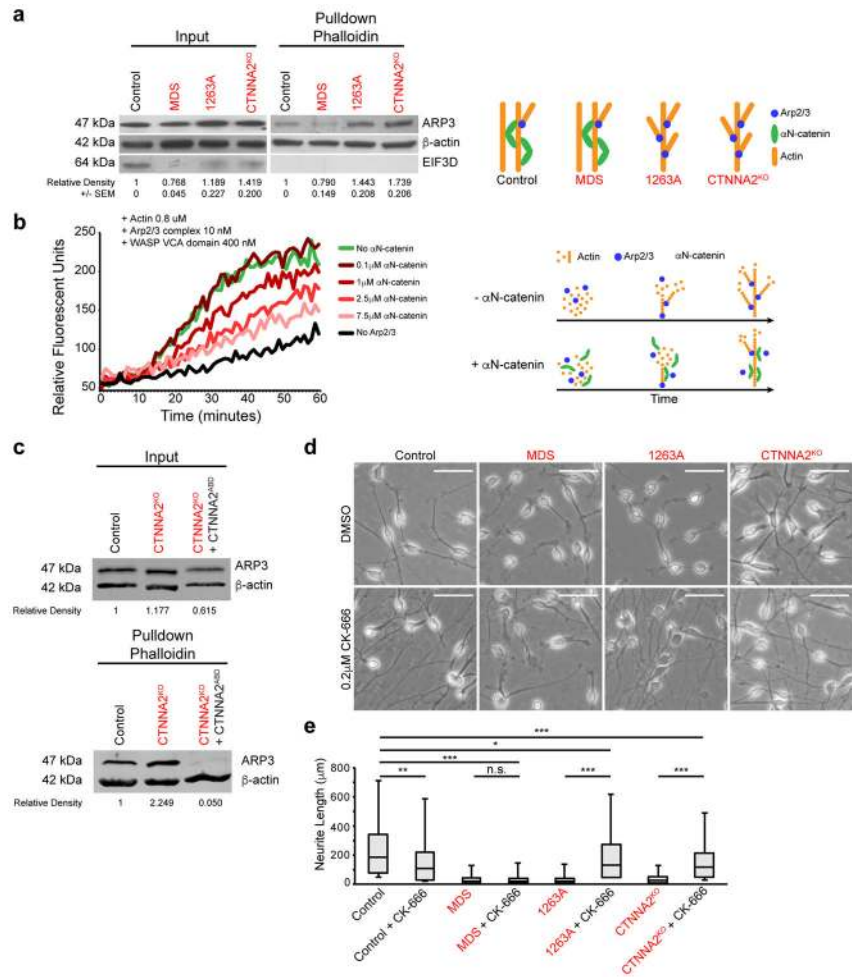 a
Input
Pulldown
Phalloidin
Control
MDS
1263A
CTNNA2KO
Control
MDS
1263A
CTNNA2KO
47 kDa
ARP3
42 kDa
β-actin
64 kDa
EIF3D
Relative Density 1 0.768 1.189 1.419 1 0.790 1.443 1.739
+/- SEM 0 0.045 0.227 0.200 0 0.149 0.208 0.206
Control
MDS
1263A
CTNNA2KO
Arp2/3
αN-catenin
Actin
b
+ Actin 0.8 uM
+ Arp2/3 complex 10 nM
+ WASP VCA domain 400 nM
Relative Fluorescent Units
250
200
150
100
50
0 10 20 30 40 50 60
Time (minutes)
No αN-catenin
0.1μM αN-catenin
1μM αN-catenin
2.5μM αN-catenin
7.5μM αN-catenin
No Arp2/3
Actin
Arp2/3
αN-catenin
- αN-catenin
+ αN-catenin
Time
c
Input
Control
CTNNA2KO
CTNNA2KO
+ CTNNA2ABD
47 kDa
ARP3
42 kDa
β-actin
Relative Density 1 1.177 0.615
Pulldown
Phalloidin
Control
CTNNA2KO
CTNNA2KO
+ CTNNA2ABD
47 kDa
ARP3
42 kDa
β-actin
Relative Density 1 2.249 0.050
d
Control
MDS
1263A
CTNNA2KO
DMSO
0.2μM CK-666
e
***
*
***
**
n.s.
***
***
Neurite Length (μm)
800
600
400
200
0
Control
Control + CK-666
MDS
MDS + CK-666
1263A
1263A + CK-666
CTNNA2KO
CTNNA2KO + CK-666